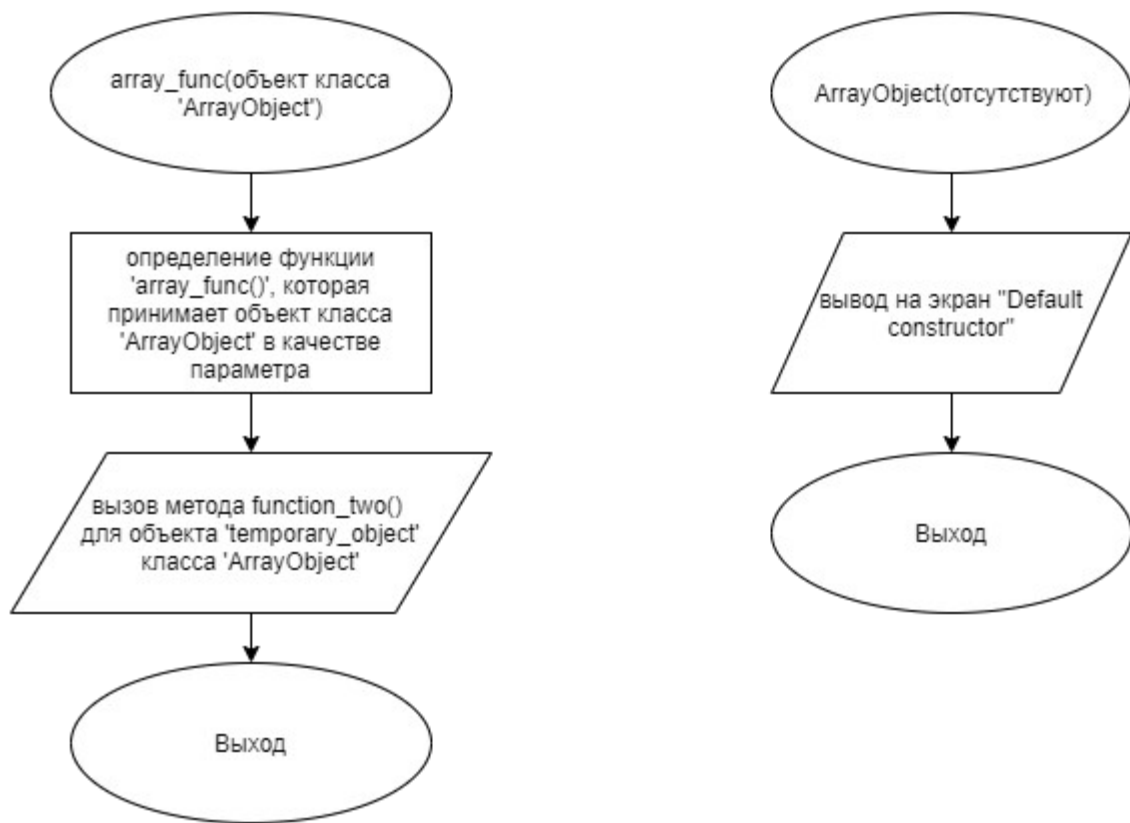 array_func(объект класса
'ArrayObject')
определение функции
'array_func()', которая
принимает объект класса
'ArrayObject' в качестве
параметра
вызов метода function_two()
для объекта 'temporary_object'
класса 'ArrayObject'
Выход
ArrayObject(отсутствуют)
вывод на экран "Default
constructor"
Выход